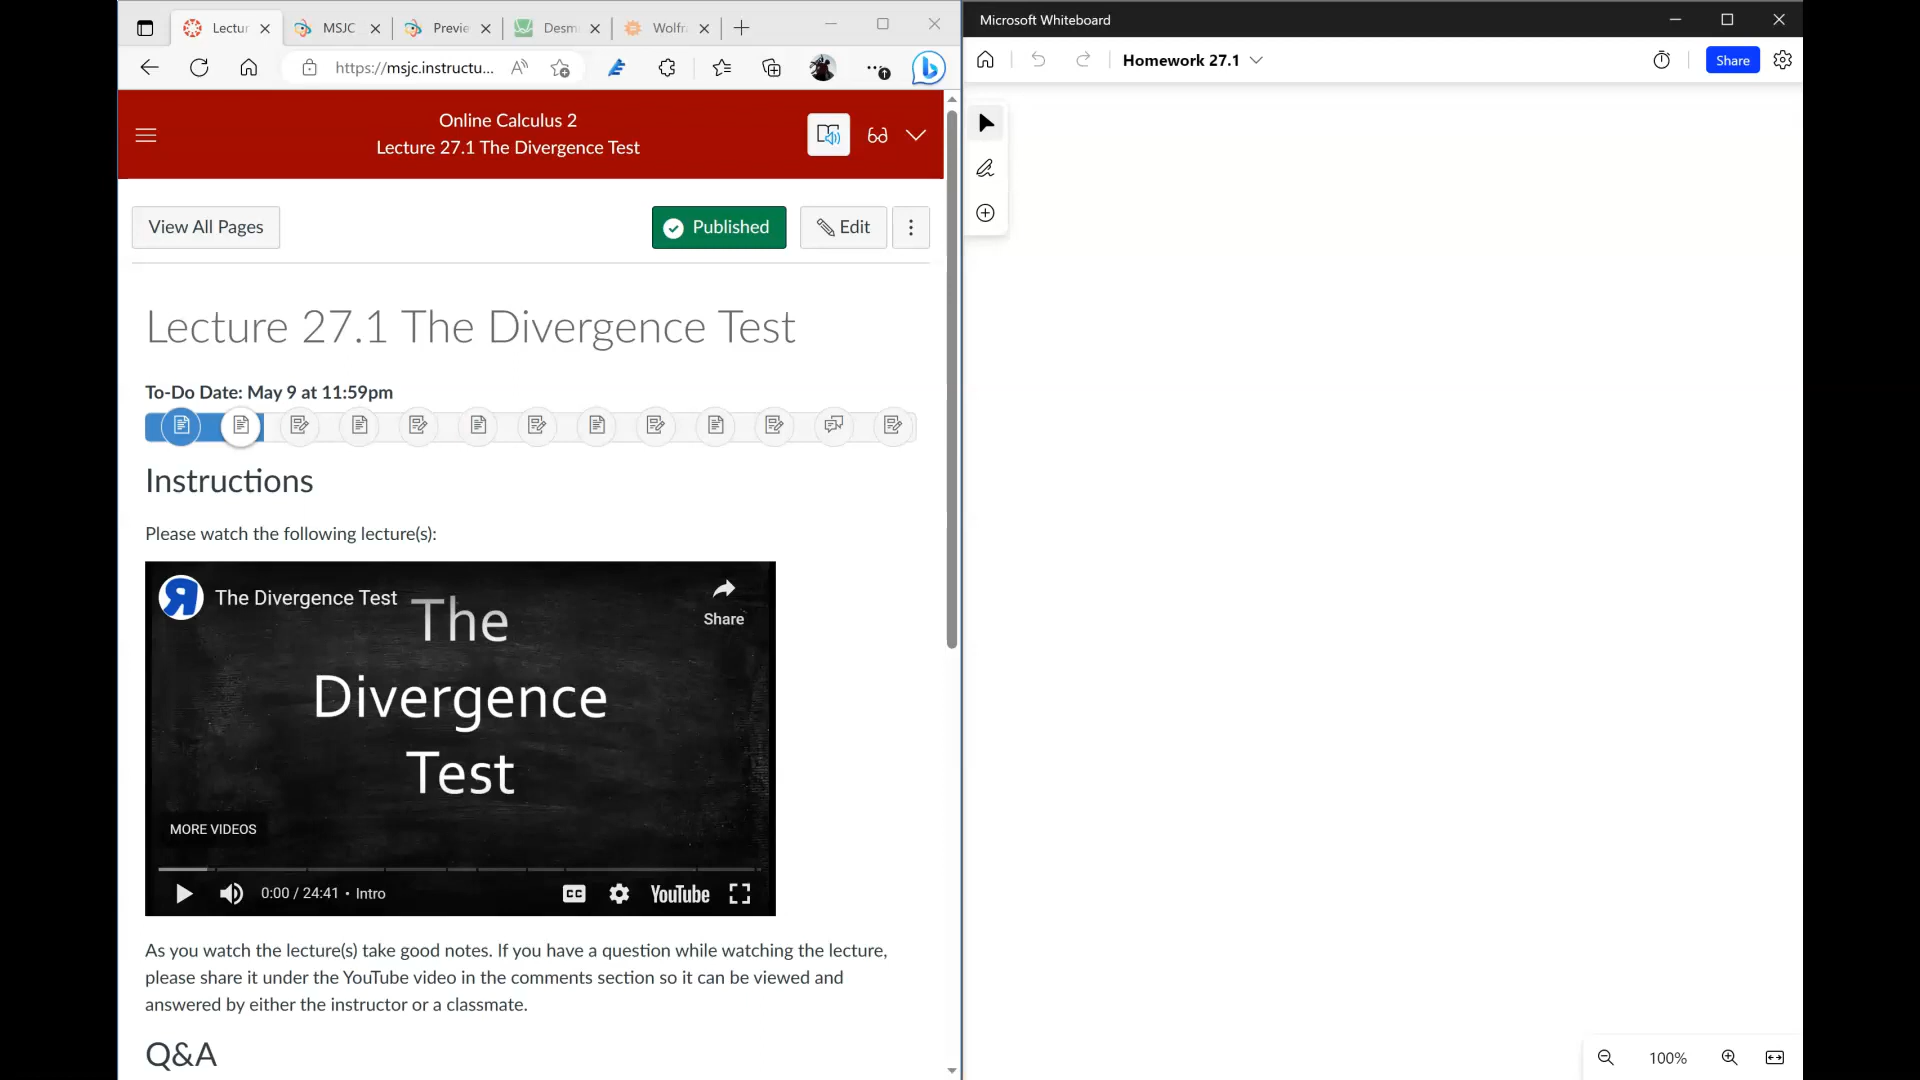 Lectur
MSJC
Previe
Desm
Wolfr
https://msjc.instructu...
Online Calculus 2
Lecture 27.1 The Divergence Test
View All Pages
Published
Edit
Lecture 27.1 The Divergence Test
To-Do Date: May 9 at 11:59pm
Instructions
Please watch the following lecture(s):
The Divergence Test
Share
The
Divergence
Test
MORE VIDEOS
0:00 / 24:41 • Intro
CC
YouTube
As you watch the lecture(s) take good notes. If you have a question while watching the lecture,
please share it under the YouTube video in the comments section so it can be viewed and
answered by either the instructor or a classmate.
Q&A
Microsoft Whiteboard
Homework 27.1
Share
100%